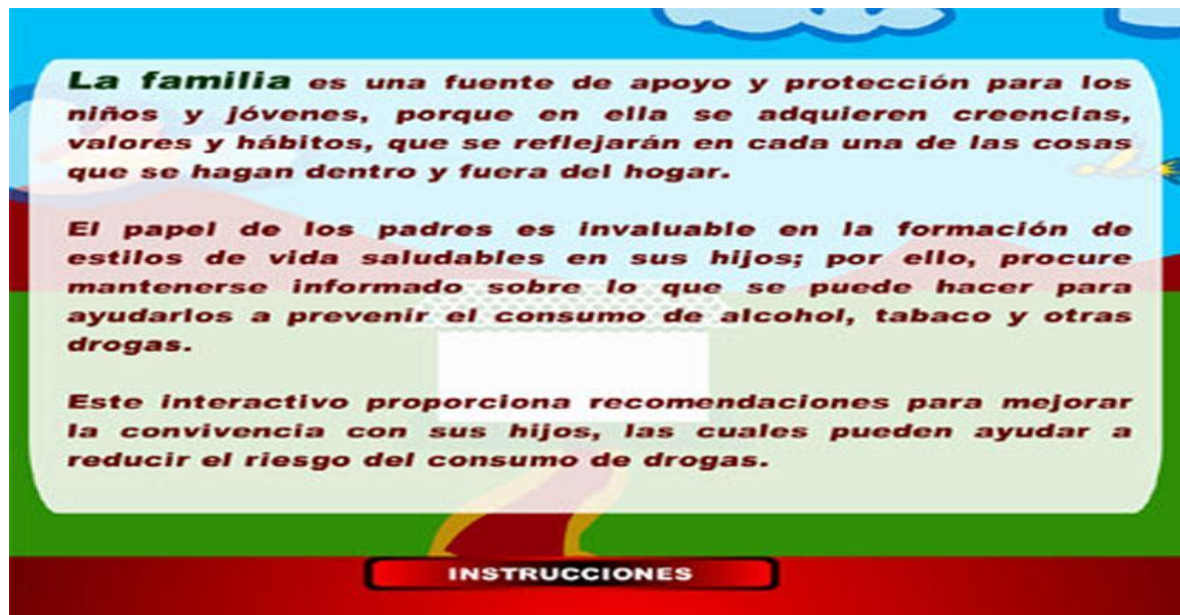 La familia es una fuente de apoyo y protección para los
niños y jóvenes, porque en ella se adquieren creencias,
valores y hábitos, que se reflejarán en cada una de las cosas
que se hagan dentro y fuera del hogar.
El papel de los padres es invaluable en la formación de
estilos de vida saludables en sus hijos; por ello, procure
mantenerse informado sobre lo que se puede hacer para
ayudarlos a prevenir el consumo de alcohol, tabaco y otras
drogas.
Este interactivo proporciona recomendaciones para mejorar
la convivencia con sus hijos, las cuales pueden ayudar a
reducir el riesgo del consumo de drogas.
INSTRUCCIONES